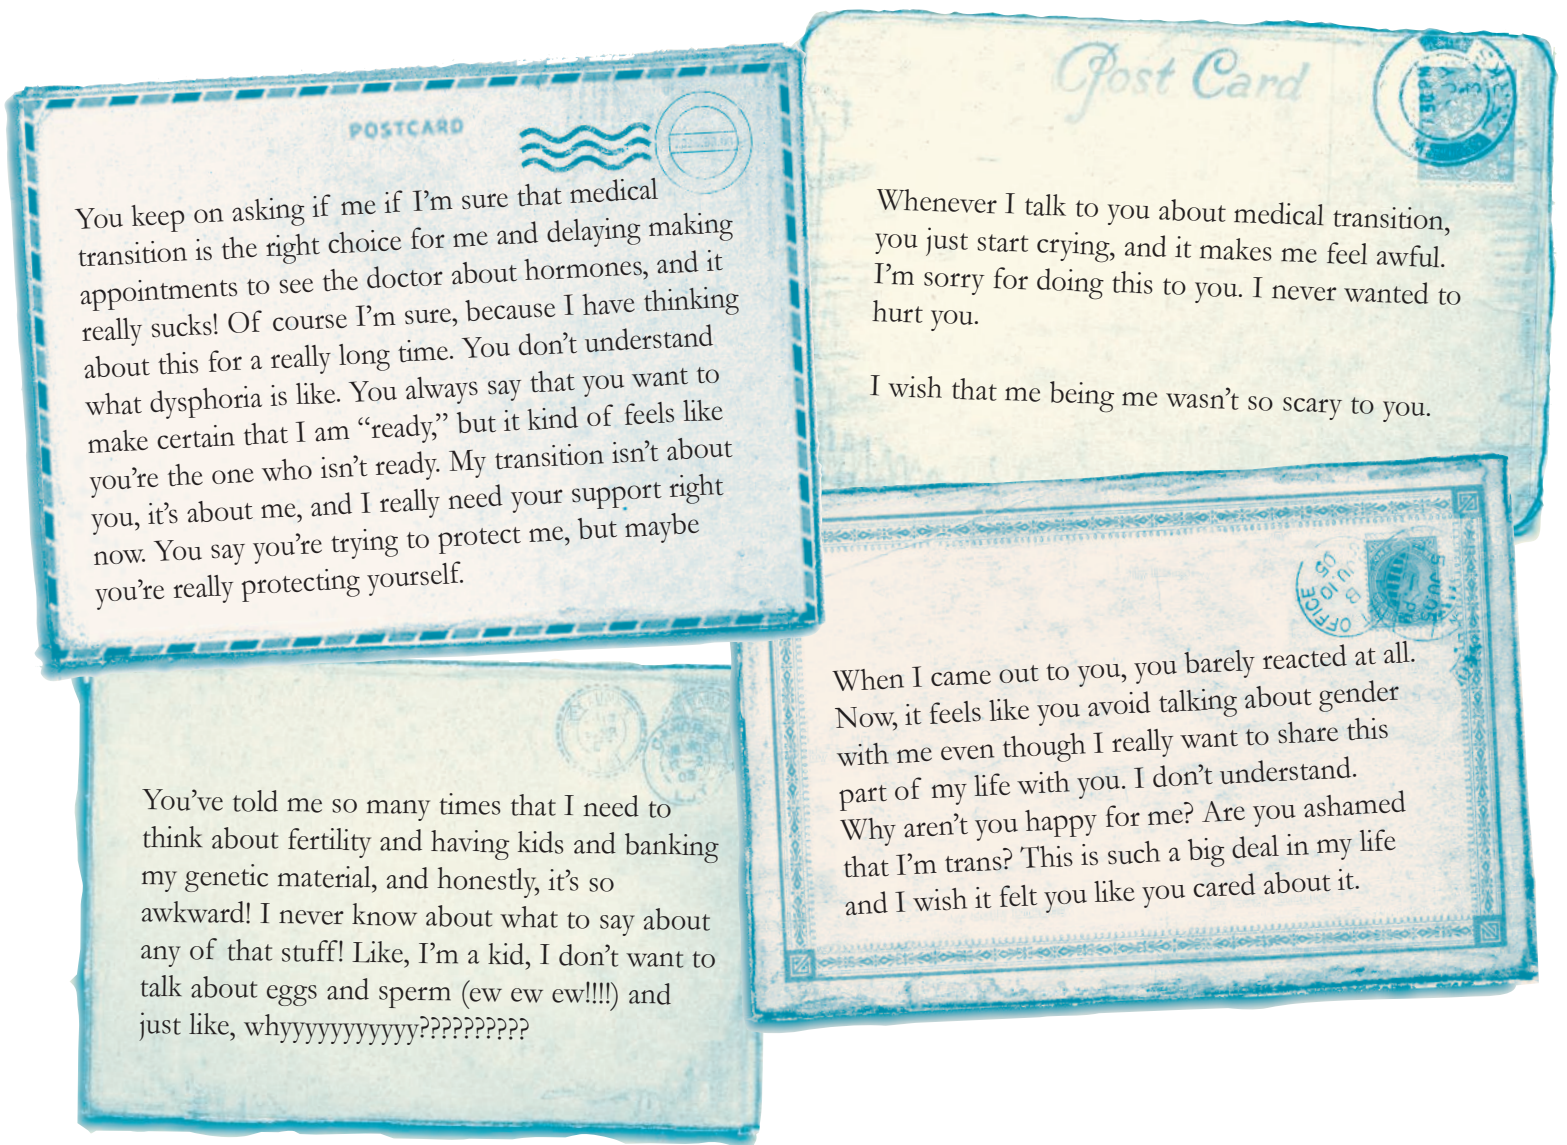 POSTCARD
You keep on asking if me if I'm sure that medical
transition is the right choice for me and delaying making
appointments to see the doctor about hormones, and it
really sucks! Of course I'm sure, because I have thinking
about this for a really long time. You don't understand
what dysphoria is like. You always say that you want to
make certain that I am “ready,” but it kind of feels like
you're the one who isn't ready. My transition isn't about
you, it's about me, and I really need your support right
now. You say you're trying to protect me, but maybe
you're really protecting yourself.
Post Card
Whenever I talk to you about medical transition,
you just start crying, and it makes me feel awful.
I'm sorry for doing this to you. I never wanted to
hurt you.
I wish that me being me wasn't so scary to you.
OFFICE
When I came out to you, you barely reacted at all.
Now, it feels like you avoid talking about gender
with me even though I really want to share this
part of my life with you. I don't understand.
Why aren't you happy for me? Are you ashamed
that I'm trans? This is such a big deal in my life
and I wish it felt you like you cared about it.
You've told me so many times that I need to
think about fertility and having kids and banking
my genetic material, and honestly, it's so
awkward! I never know about what to say about
any of that stuff! Like, I'm a kid, I don't want to
talk about eggs and sperm (ew ew ew!!!!) and
just like, whyyyyyyyyyyy??????????